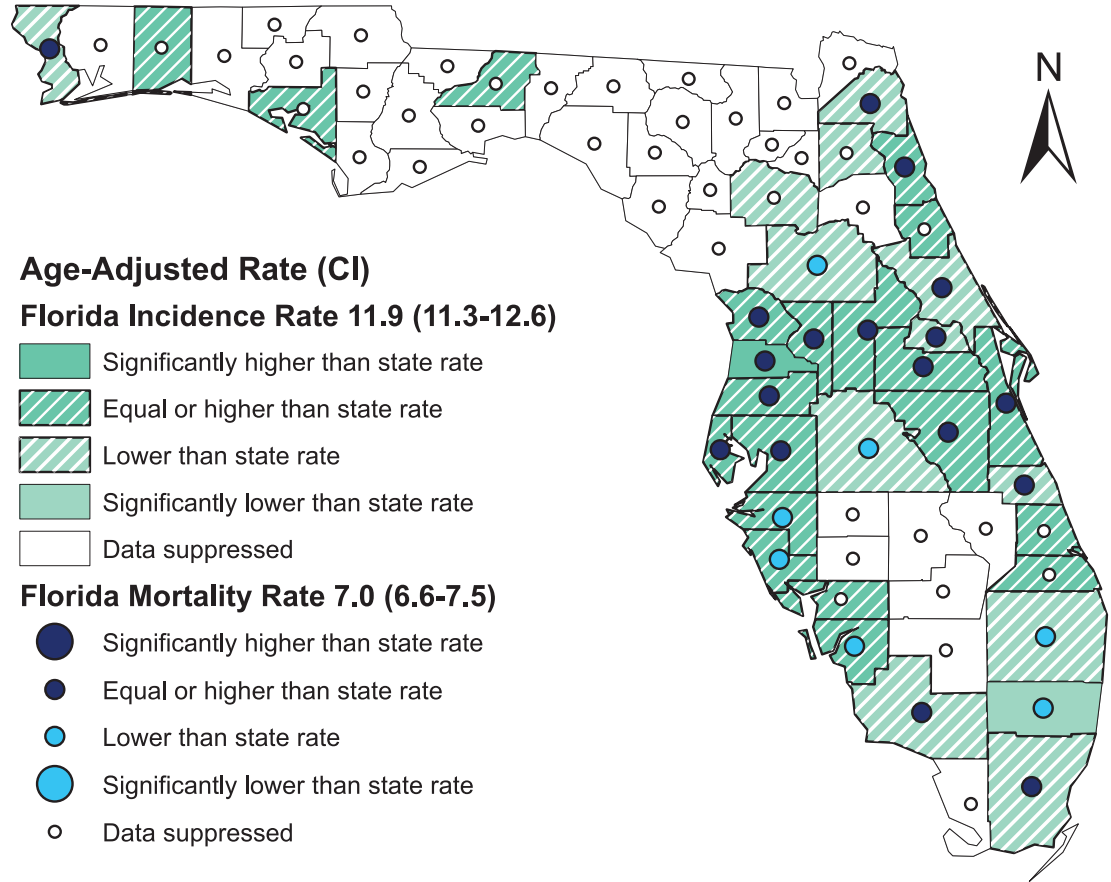 N
Age-Adjusted Rate (CI)
Florida Incidence Rate 11.9 (11.3-12.6)
Significantly higher than state rate
Equal or higher than state rate
Lower than state rate
Significantly lower than state rate
Data suppressed
Florida Mortality Rate 7.0 (6.6-7.5)
Significantly higher than state rate
Equal or higher than state rate
Lower than state rate
Significantly lower than state rate
Data suppressed